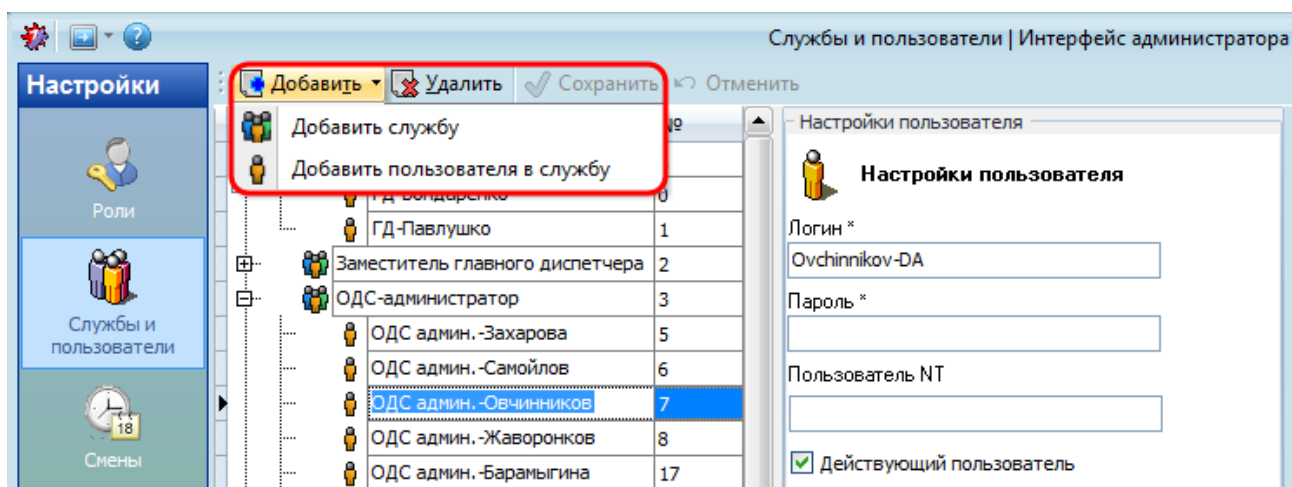 Службы и пользователи | Интерфейс администратора
Настройки
Добавить Удалить Сохранить Отменить
Добавить службу
Добавить пользователя в службу
№
ГД-Бондаренко 0
ГД-Павлушко 1
Заместитель главного диспетчера 2
ОДС-администратор 3
ОДС админ.-Захарова 5
ОДС админ.-Самойлов 6
ОДС админ.-Овчинников 7
ОДС админ.-Жаворонков 8
ОДС админ.-Барамыгина 17
Роли
Службы и
пользователи
18
Смены
Настройки пользователя
Настройки пользователя
Логин *
Ovchinnikov-DA
Пароль *
Пользователь NT
Действующий пользователь